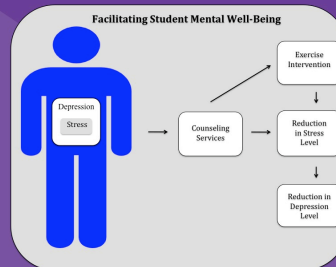 Facilitating Student Mental Well-Being
Depression
Stress
Counseling
Services
Exercise
Intervention
Reduction
in Stress
Level
Reduction in
Depression
Level